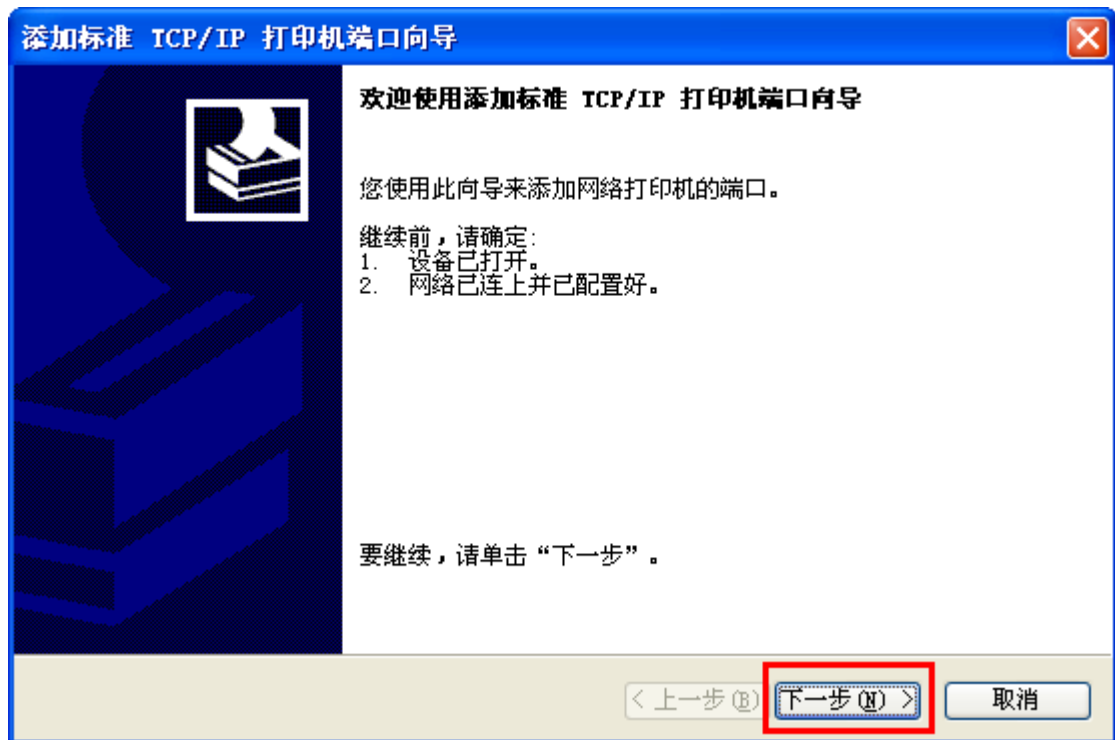 添加标准 TCP/IP 打印机端口向导
欢迎使用添加标准 TCP/IP 打印机端口向导
您使用此向导来添加网络打印机的端口。
继续前，请确定:
1. 设备已打开。
2. 网络已连上并已配置好。
要继续，请单击“下一步”。
< 上一步(B) 下一步(N) > 取消